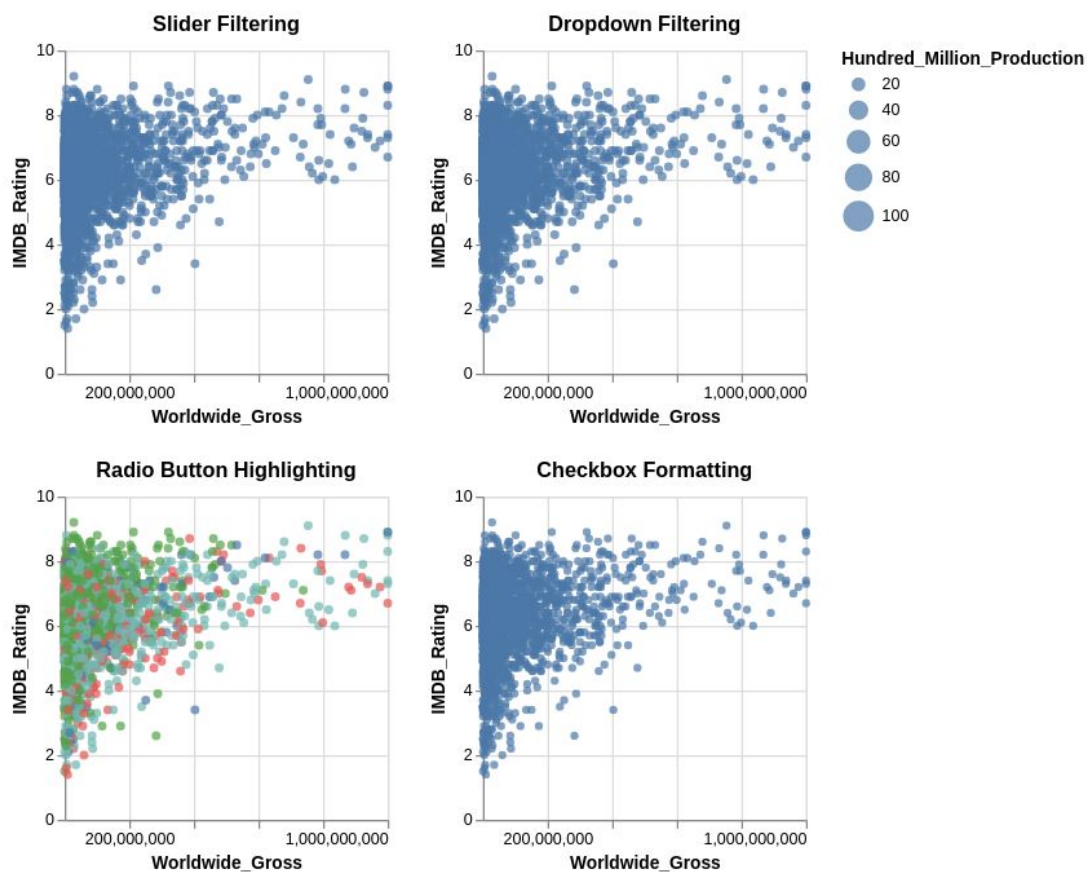 Slider Filtering
10
8
6
4
2
0
IMDB_Rating
200,000,000
1,000,000,000
Worldwide_Gross
Dropdown Filtering
10
8
6
4
2
0
IMDB_Rating
200,000,000
1,000,000,000
Worldwide_Gross
Hundred_Million_Production
20
40
60
80
100
Radio Button Highlighting
10
8
6
4
2
0
IMDB_Rating
200,000,000
1,000,000,000
Worldwide_Gross
Checkbox Formatting
10
8
6
4
2
0
IMDB_Rating
200,000,000
1,000,000,000
Worldwide_Gross